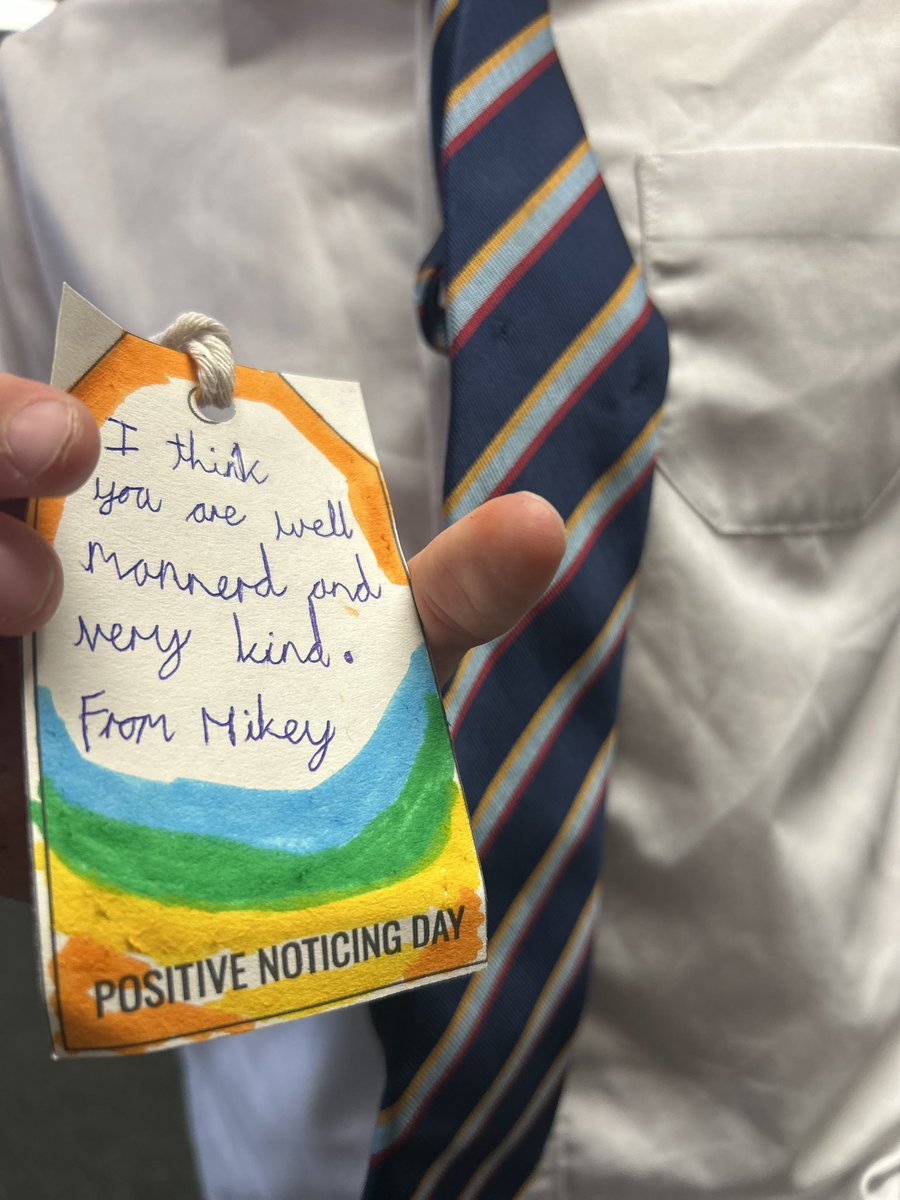 I think
you are well
mannerd and
very kind.
From Mikey
POSITIVE NOTICING DAY